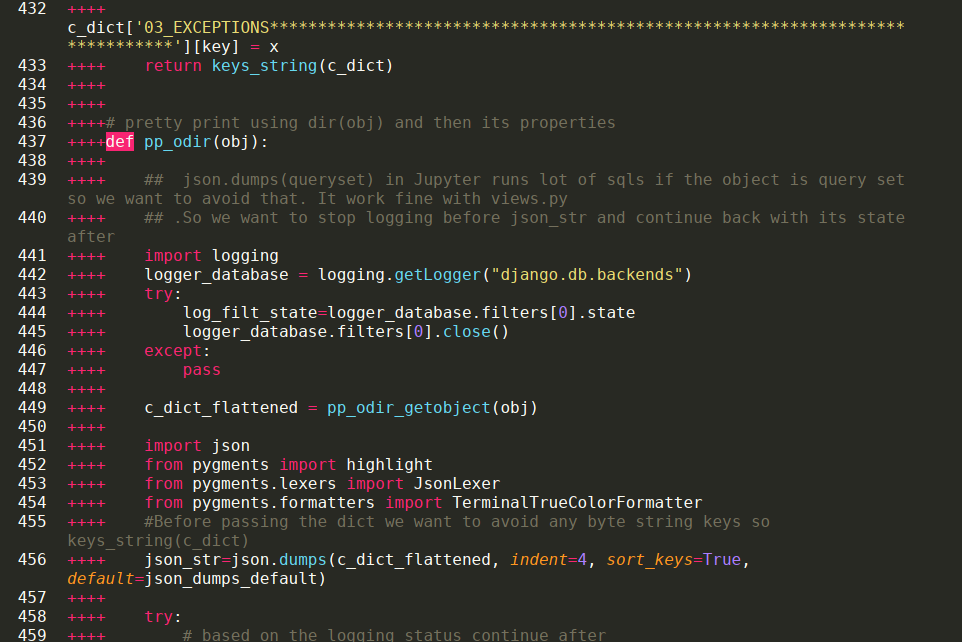 432 ++++
c_dict['03_EXCEPTIONS******************************************************************
***********'][key] = x
433 ++++    return keys_string(c_dict)
434 ++++
435 ++++
436 ++++# pretty print using dir(obj) and then its properties
437 ++++def pp_odir(obj):
438 ++++
439 ++++    ##  json.dumps(queryset) in Jupyter runs lot of sqls if the object is query set
so we want to avoid that. It work fine with views.py
440 ++++    ## .So we want to stop logging before json_str and continue back with its state
after
441 ++++    import logging
442 ++++    logger_database = logging.getLogger("django.db.backends")
443 ++++    try:
444 ++++        log_filt_state=logger_database.filters[0].state
445 ++++        logger_database.filters[0].close()
446 ++++    except:
447 ++++        pass
448 ++++
449 ++++    c_dict_flattened = pp_odir_getobject(obj)
450 ++++
451 ++++    import json
452 ++++    from pygments import highlight
453 ++++    from pygments.lexers import JsonLexer
454 ++++    from pygments.formatters import TerminalTrueColorFormatter
455 ++++    #Before passing the dict we want to avoid any byte string keys so
keys_string(c_dict)
456 ++++    json_str=json.dumps(c_dict_flattened, indent=4, sort_keys=True,
default=json_dumps_default)
457 ++++
458 ++++    try:
459 ++++        # based on the logging status continue after